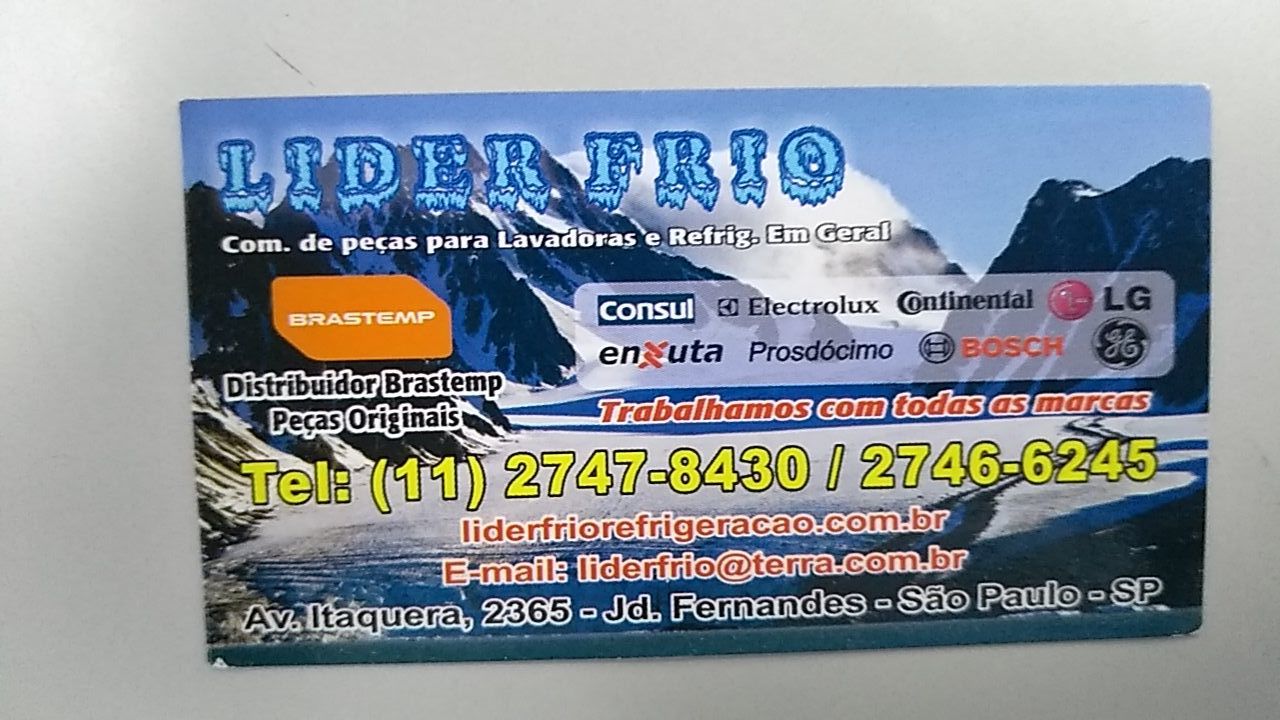 LIDER FRIO
Com. de peças para Lavadoras e Refrig. Em Geral
BRASTEMP
Distribuidor Brastemp
Peças Originais
Consul Electrolux Continental LG
enxuta Prosdócimo BOSCH GE
Trabalhamos com todas as marcas
Tel: (11) 2747-8430 / 2746-6245
liderfriorefrigeracao.com.br
E-mail: liderfrio@terra.com.br
Av. Itaquera, 2365 - Jd. Fernandes - São Paulo - SP